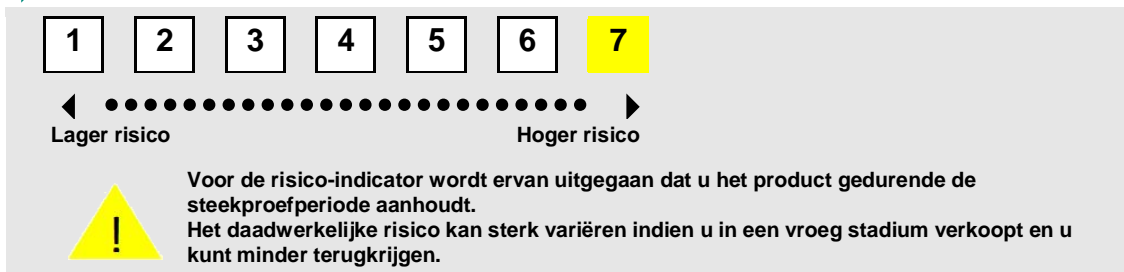 1 2 3 4 5 6 7
Lager risico Hoger risico
Voor de risico-indicator wordt ervan uitgegaan dat u het product gedurende de
steekproefperiode aanhoudt.
! Het daadwerkelijke risico kan sterk variëren indien u in een vroeg stadium verkoopt en u
kunt minder terugkrijgen.